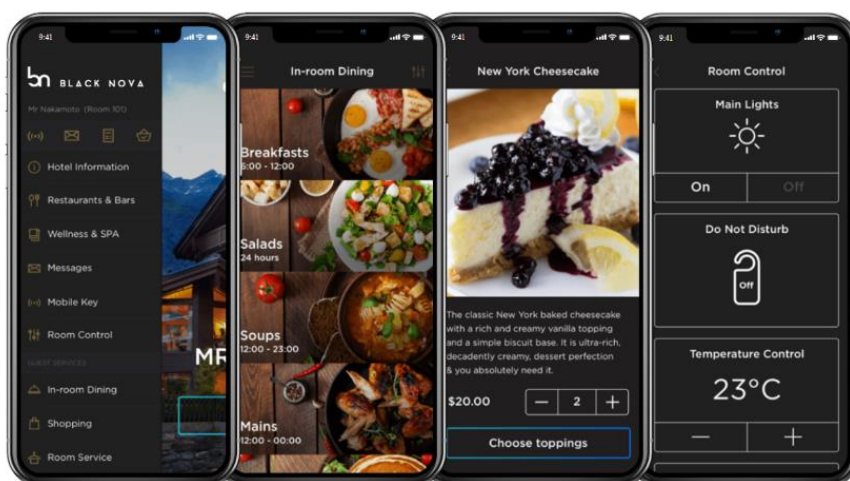 9:41
bn BLACK NOVA
Mr Nakamoto (Room 101)
Hotel Information
Restaurants & Bars
Wellness & SPA
Messages
Mobile Key
Room Control
GUEST SERVICES
In-room Dining
Shopping
Room Service
MR
9:41
In-room Dining
Breakfasts
6:00 - 12:00
Salads
24 hours
Soups
12:00 - 23:00
Mains
12:00 - 00:00
9:41
New York Cheesecake
The classic New York baked cheesecake
with a rich and creamy vanilla topping
and a simple biscuit base. It is ultra-rich,
decadently creamy, dessert perfection
& you absolutely need it.
$20.00 — 2 +
Choose toppings
9:41
Room Control
Main Lights
On Off
Do Not Disturb
Off
Temperature Control
23°C
— +